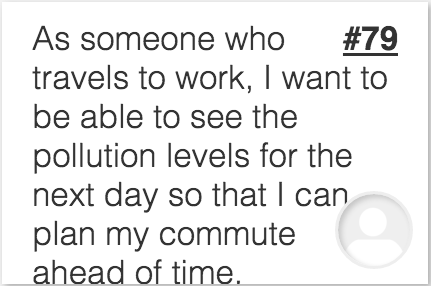 As someone who #79
travels to work, I want to
be able to see the
pollution levels for the
next day so that I can
plan my commute
ahead of time.